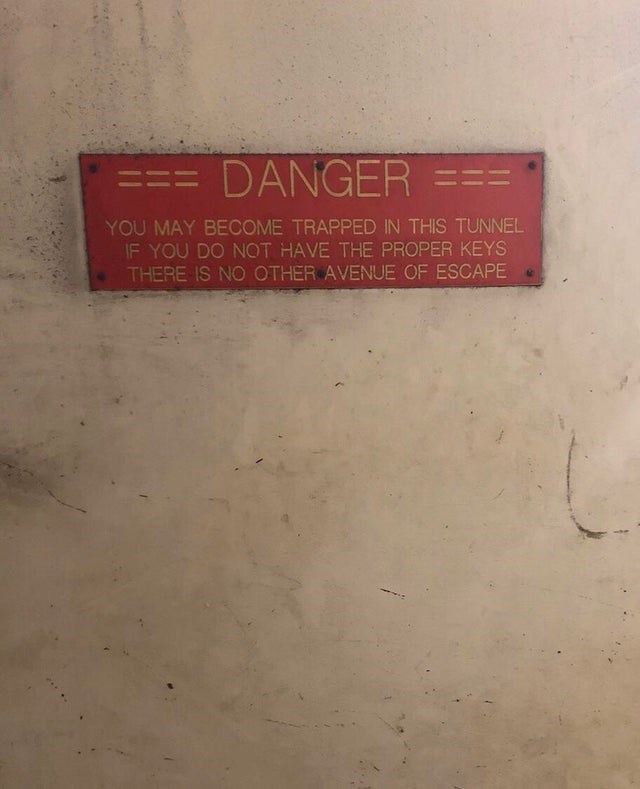 === DANGER ===
YOU MAY BECOME TRAPPED IN THIS TUNNEL
IF YOU DO NOT HAVE THE PROPER KEYS
THERE IS NO OTHER AVENUE OF ESCAPE